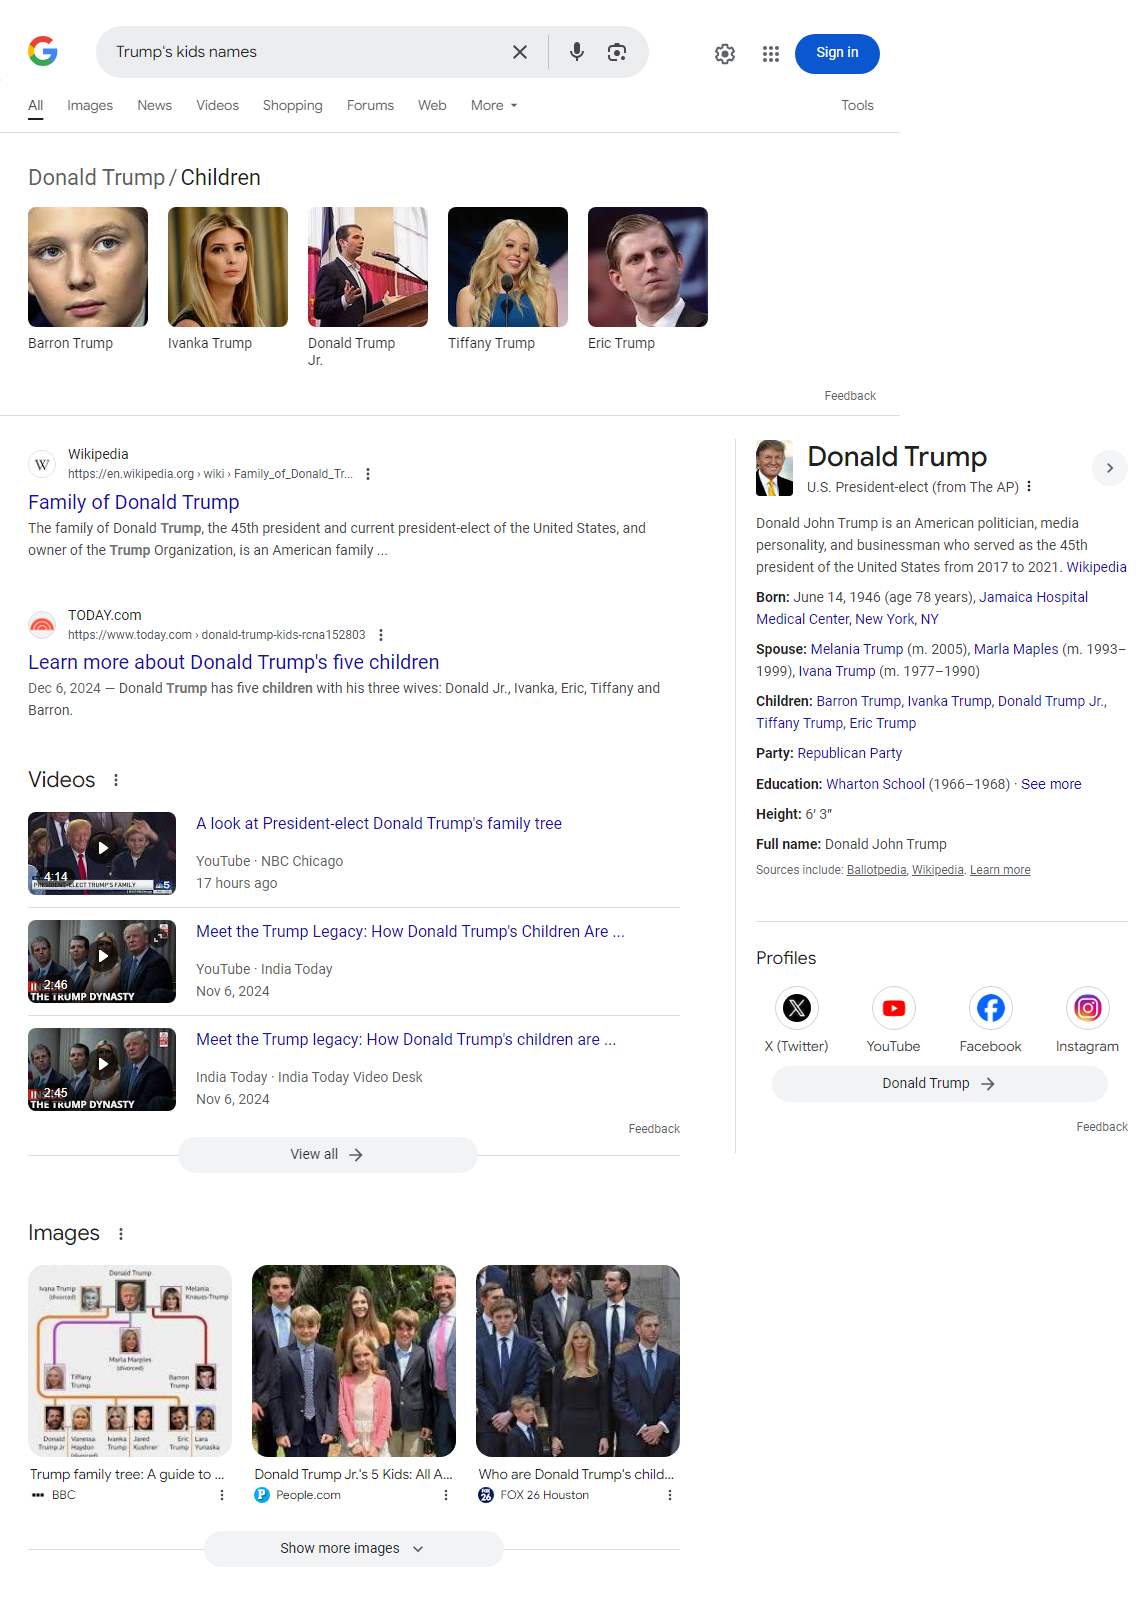 Trump's kids names
Sign in
All Images News Videos Shopping Forums Web More Tools
Donald Trump / Children
Barron Trump
Ivanka Trump
Donald Trump Jr.
Tiffany Trump
Eric Trump
Feedback
W
Wikipedia
https://en.wikipedia.org › wiki › Family_of_Donald_Tr...
Family of Donald Trump
The family of Donald Trump, the 45th president and current president-elect of the United States, and
owner of the Trump Organization, is an American family ...
TODAY.com
https://www.today.com › donald-trump-kids-rcna152803
Learn more about Donald Trump's five children
Dec 6, 2024 — Donald Trump has five children with his three wives: Donald Jr., Ivanka, Eric, Tiffany and
Barron.
Videos
4:14
PRESIDENT-ELECT TRUMP'S FAMILY
5
A look at President-elect Donald Trump's family tree
YouTube · NBC Chicago
17 hours ago
2:46
THE TRUMP DYNASTY
Meet the Trump Legacy: How Donald Trump's Children Are ...
YouTube · India Today
Nov 6, 2024
2:45
THE TRUMP DYNASTY
Meet the Trump legacy: How Donald Trump's children are ...
India Today · India Today Video Desk
Nov 6, 2024
Feedback
View all
Images
Donald Trump
Ivana Trump
(divorced)
Melania
Knauss-Trump
Marla Marples
(divorced)
Tiffany
Trump
Barron
Trump
Donald
Trump Jr
Vanessa
Haydon
(divorced)
Ivanka
Trump
Jared
Kushner
Eric
Trump
Lara
Yunaska
Trump family tree: A guide to ...
BBC
Donald Trump Jr.'s 5 Kids: All A...
P
People.com
Who are Donald Trump's child...
FOX 26
FOX 26 Houston
Show more images
Donald Trump
U.S. President-elect (from The AP)
Donald John Trump is an American politician, media
personality, and businessman who served as the 45th
president of the United States from 2017 to 2021. Wikipedia
Born: June 14, 1946 (age 78 years), Jamaica Hospital
Medical Center, New York, NY
Spouse: Melania Trump (m. 2005), Marla Maples (m. 1993–
1999), Ivana Trump (m. 1977–1990)
Children: Barron Trump, Ivanka Trump, Donald Trump Jr.,
Tiffany Trump, Eric Trump
Party: Republican Party
Education: Wharton School (1966–1968) · See more
Height: 6′ 3″
Full name: Donald John Trump
Sources include: Ballotpedia, Wikipedia. Learn more
Profiles
X (Twitter)
YouTube
Facebook
Instagram
Donald Trump
Feedback